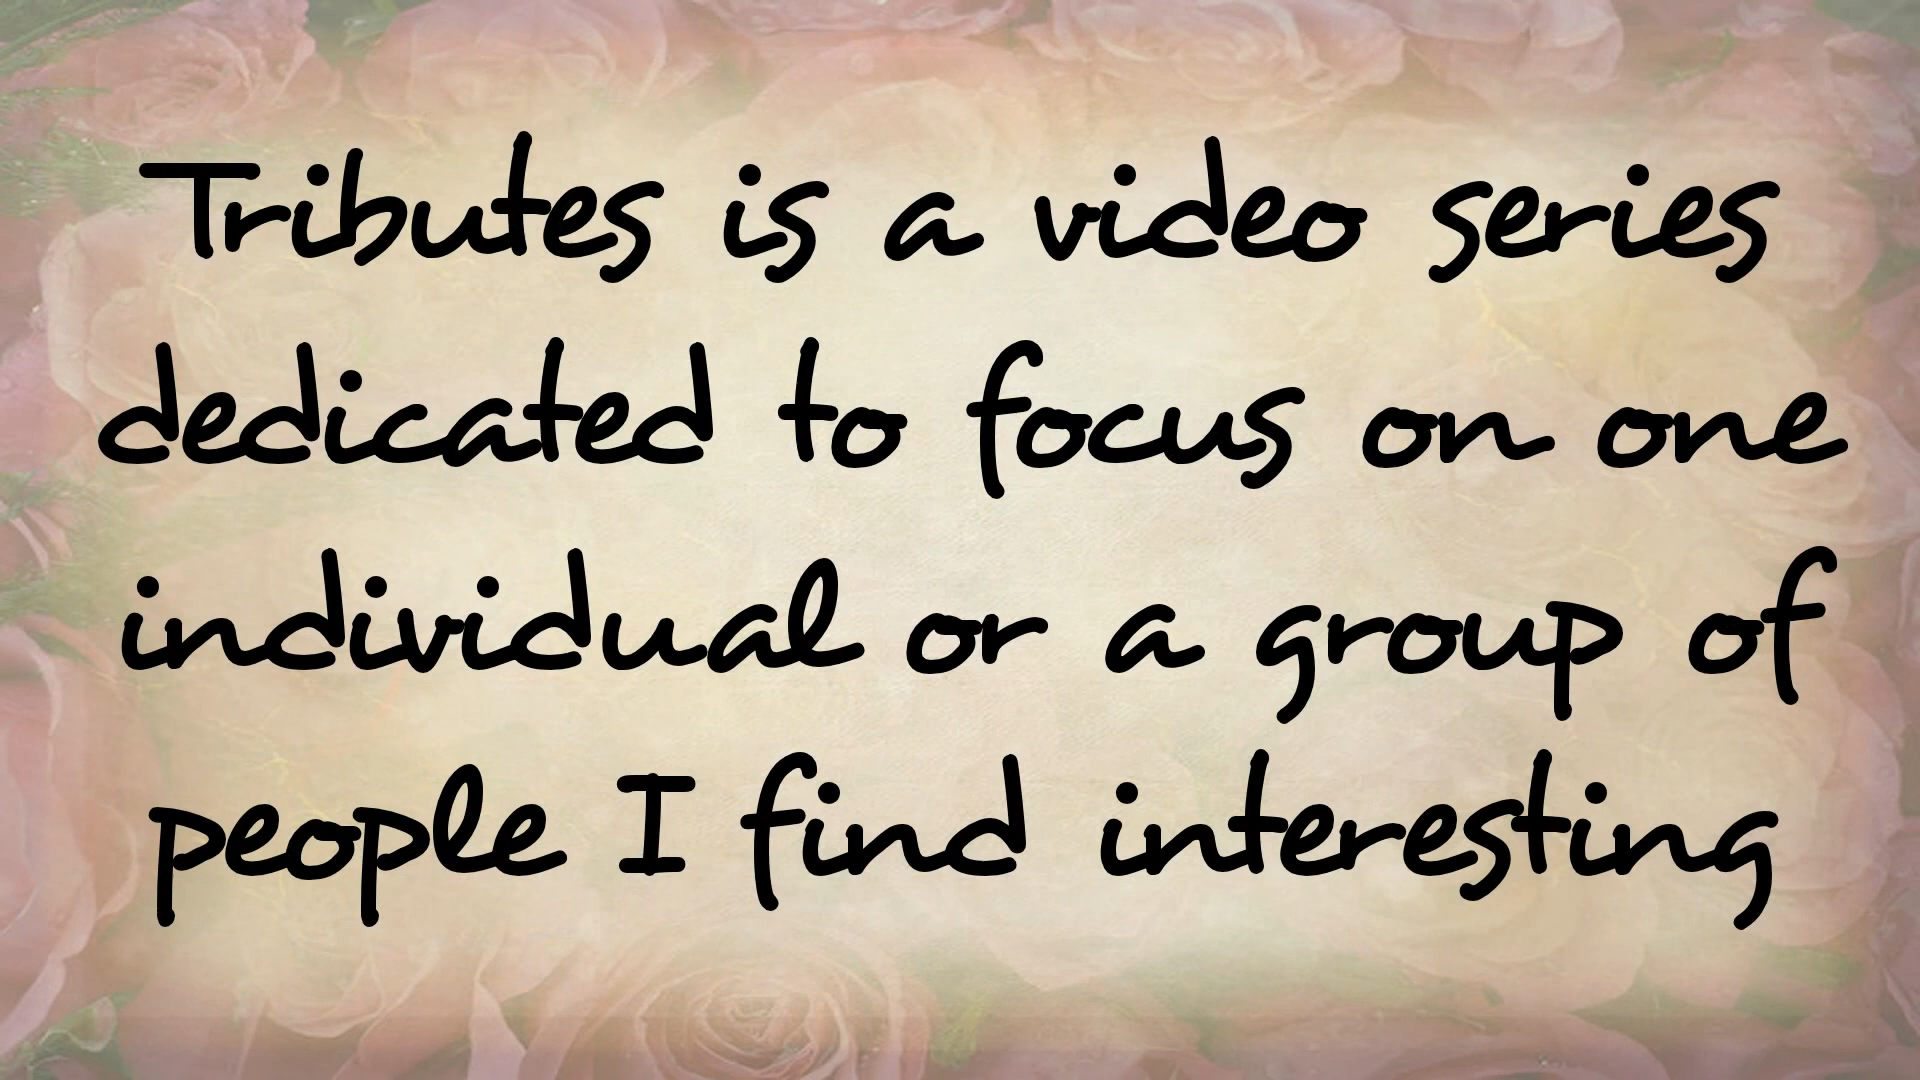 Tributes is a video series
dedicated to focus on one
individual or a group of
people I find interesting